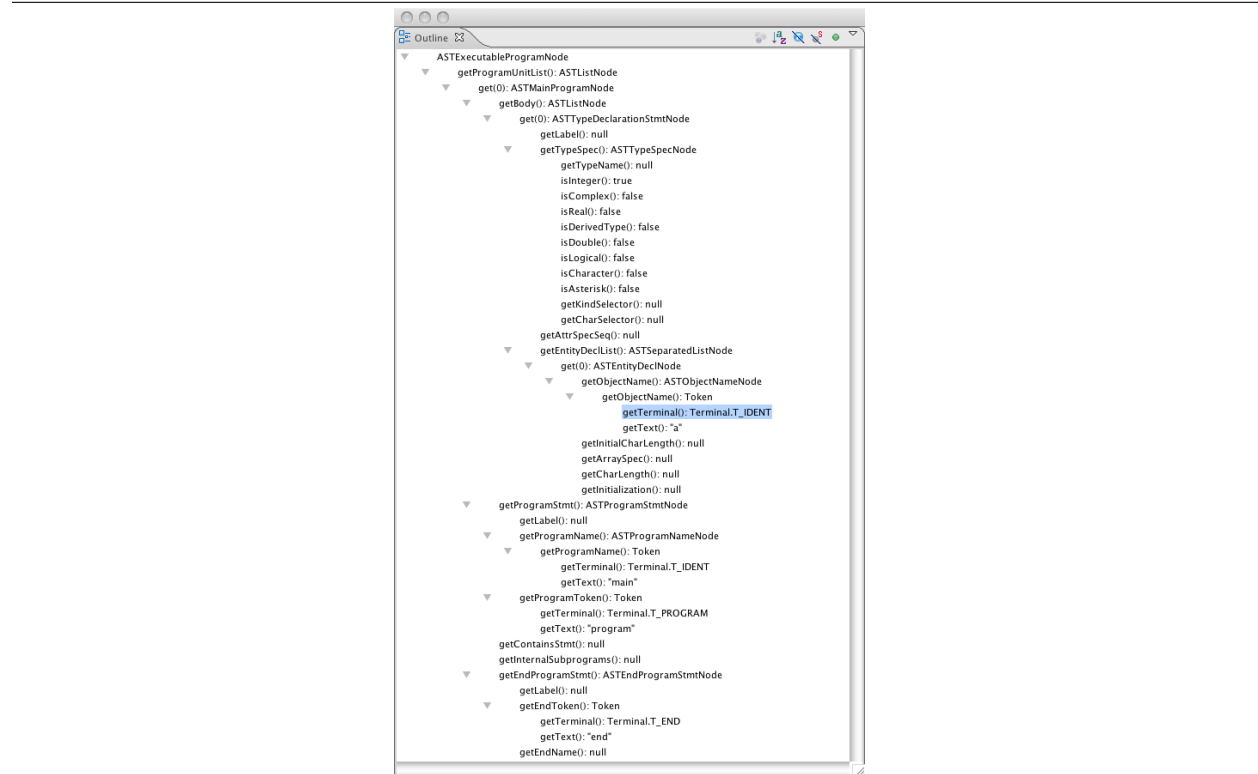 Outline
ASTExecutableProgramNode
getProgramUnitList(): ASTListNode
get(0): ASTMainProgramNode
getBody(): ASTListNode
get(0): ASTTypeDeclarationStmtNode
getLabel(): null
getTypeSpec(): ASTTypeSpecNode
getTypeName(): null
isInteger(): true
isComplex(): false
isReal(): false
isDerivedType(): false
isDouble(): false
isLogical(): false
isCharacter(): false
isAsterisk(): false
getKindSelector(): null
getCharSelector(): null
getAttrSpecSeq(): null
getEntityDeclList(): ASTSeparatedListNode
get(0): ASTEntityDeclNode
getObjectName(): ASTObjectNameNode
getObjectName(): Token
getTerminal(): Terminal.T_IDENT
getText(): "a"
getInitialCharLength(): null
getArraySpec(): null
getCharLength(): null
getInitialization(): null
getProgramStmt(): ASTProgramStmtNode
getLabel(): null
getProgramName(): ASTProgramNameNode
getProgramName(): Token
getTerminal(): Terminal.T_IDENT
getText(): "main"
getProgramToken(): Token
getTerminal(): Terminal.T_PROGRAM
getText(): "program"
getContainsStmt(): null
getInternalSubprograms(): null
getEndProgramStmt(): ASTEndProgramStmtNode
getLabel(): null
getEndToken(): Token
getTerminal(): Terminal.T_END
getText(): "end"
getEndName(): null